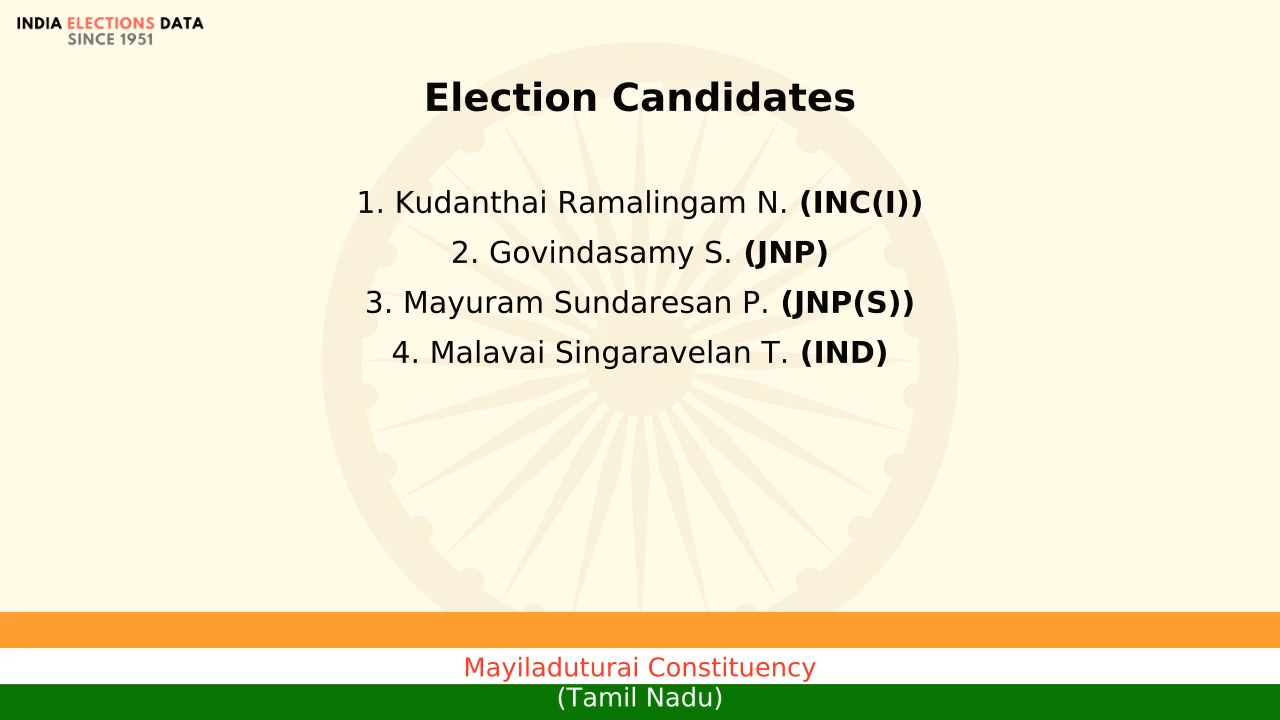 INDIA ELECTIONS DATA
SINCE 1951
Election Candidates
1. Kudanthai Ramalingam N. (INC(I))
2. Govindasamy S. (JNP)
3. Mayuram Sundaresan P. (JNP(S))
4. Malavai Singaravelan T. (IND)
Mayiladuturai Constituency
(Tamil Nadu)